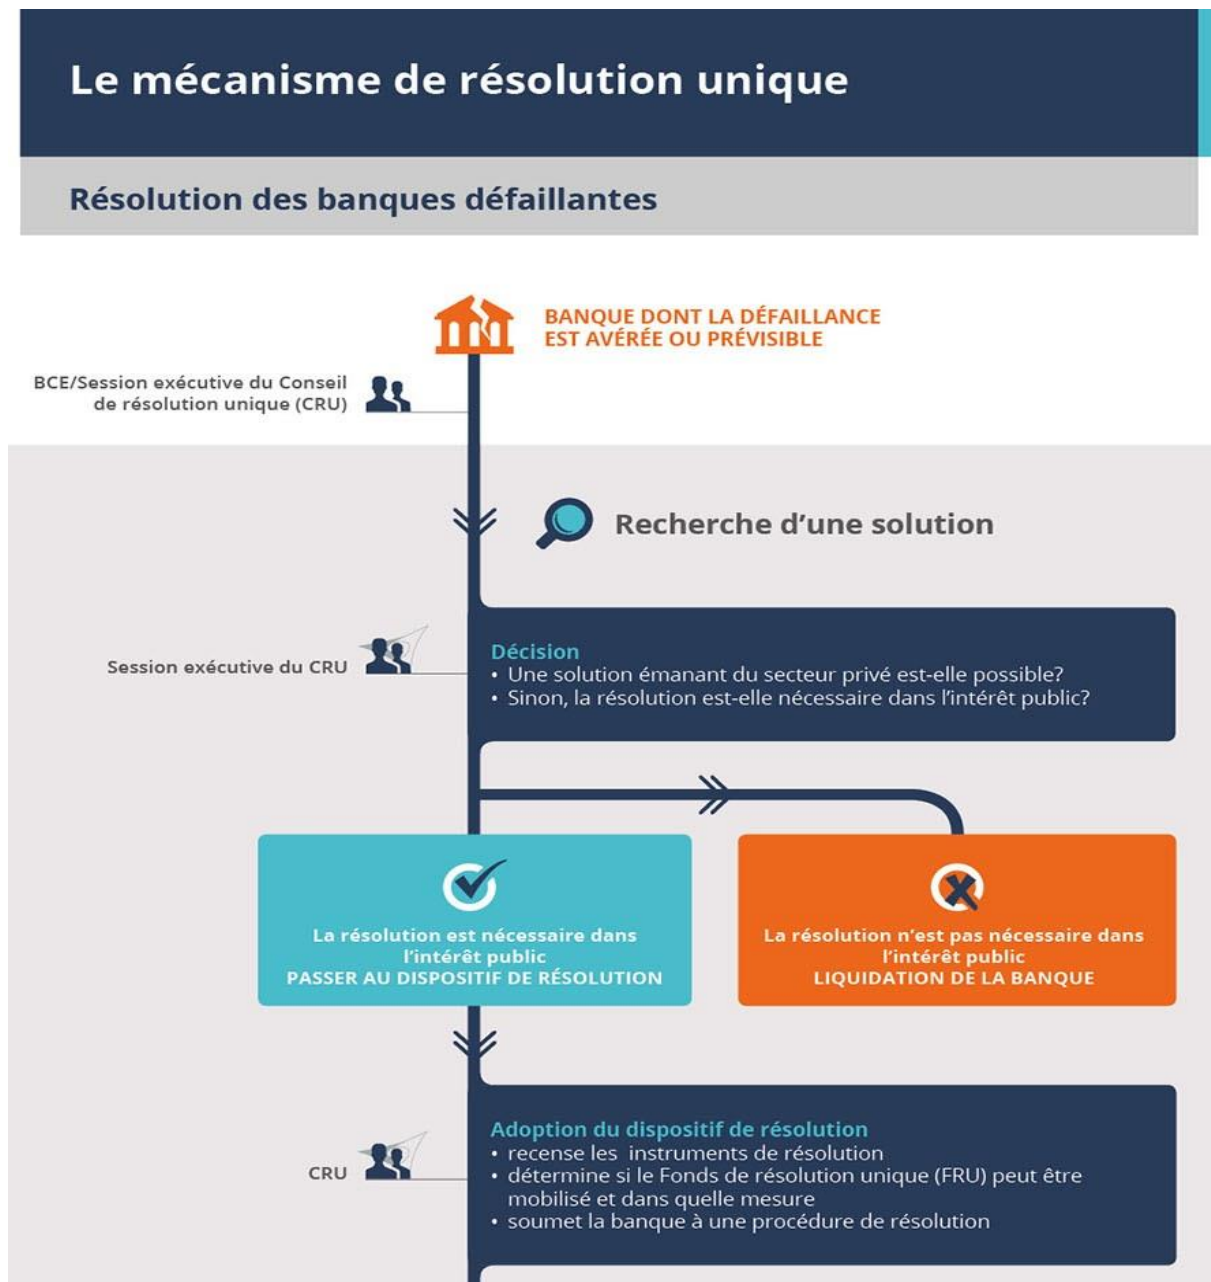 Le mécanisme de résolution unique
Résolution des banques défaillantes
BANQUE DONT LA DÉFAILLANCE
EST AVÉRÉE OU PRÉVISIBLE
BCE/Session exécutive du Conseil
de résolution unique (CRU)
Recherche d’une solution
Session exécutive du CRU
Décision
• Une solution émanant du secteur privé est-elle possible?
• Sinon, la résolution est-elle nécessaire dans l’intérêt public?
La résolution est nécessaire dans
l’intérêt public
PASSER AU DISPOSITIF DE RÉSOLUTION
La résolution n’est pas nécessaire dans
l’intérêt public
LIQUIDATION DE LA BANQUE
CRU
Adoption du dispositif de résolution
• recense les instruments de résolution
• détermine si le Fonds de résolution unique (FRU) peut être
mobilisé et dans quelle mesure
• soumet la banque à une procédure de résolution